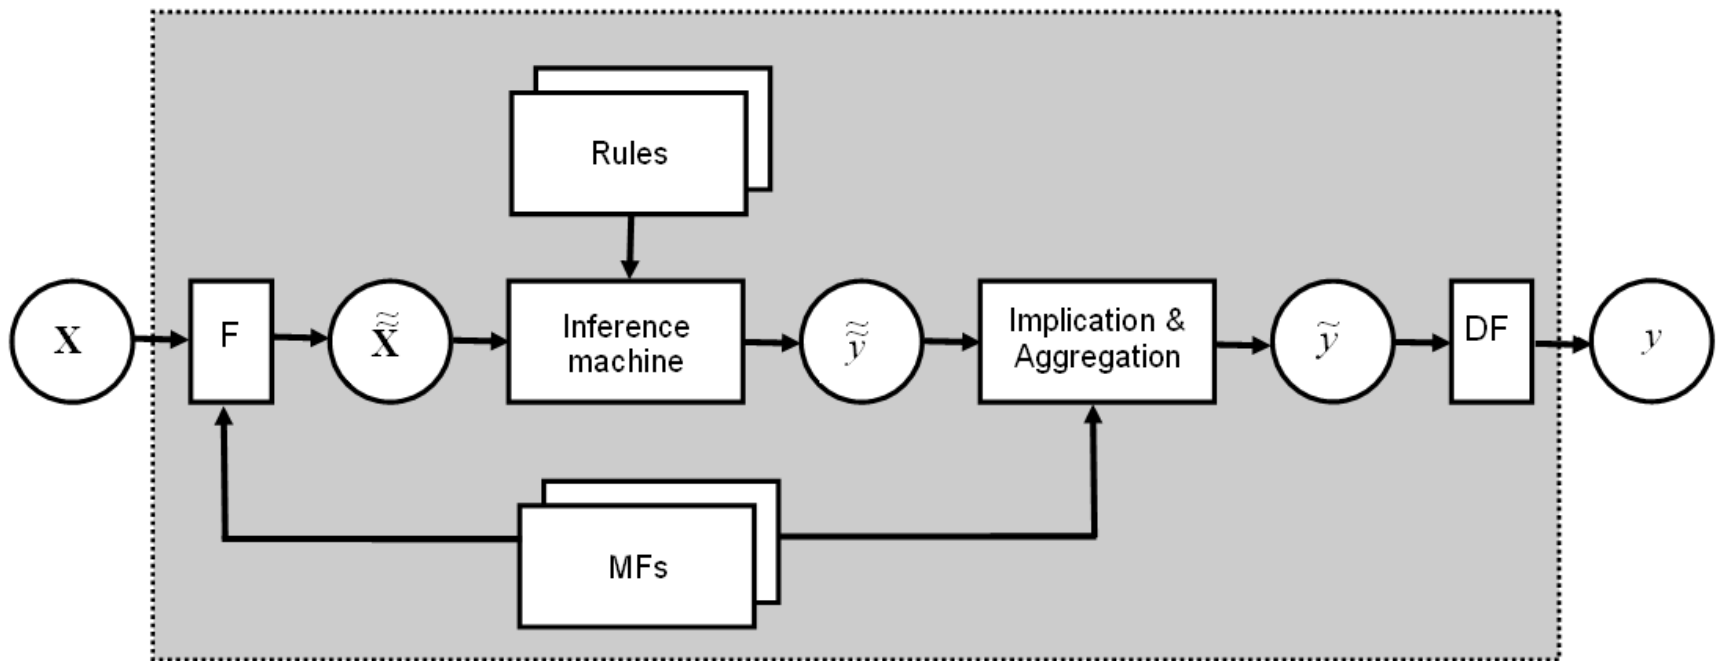 Rules
X
F
X̃̃
Inference
machine
ỹ̃
Implication &
Aggregation
ỹ
DF
y
MFs